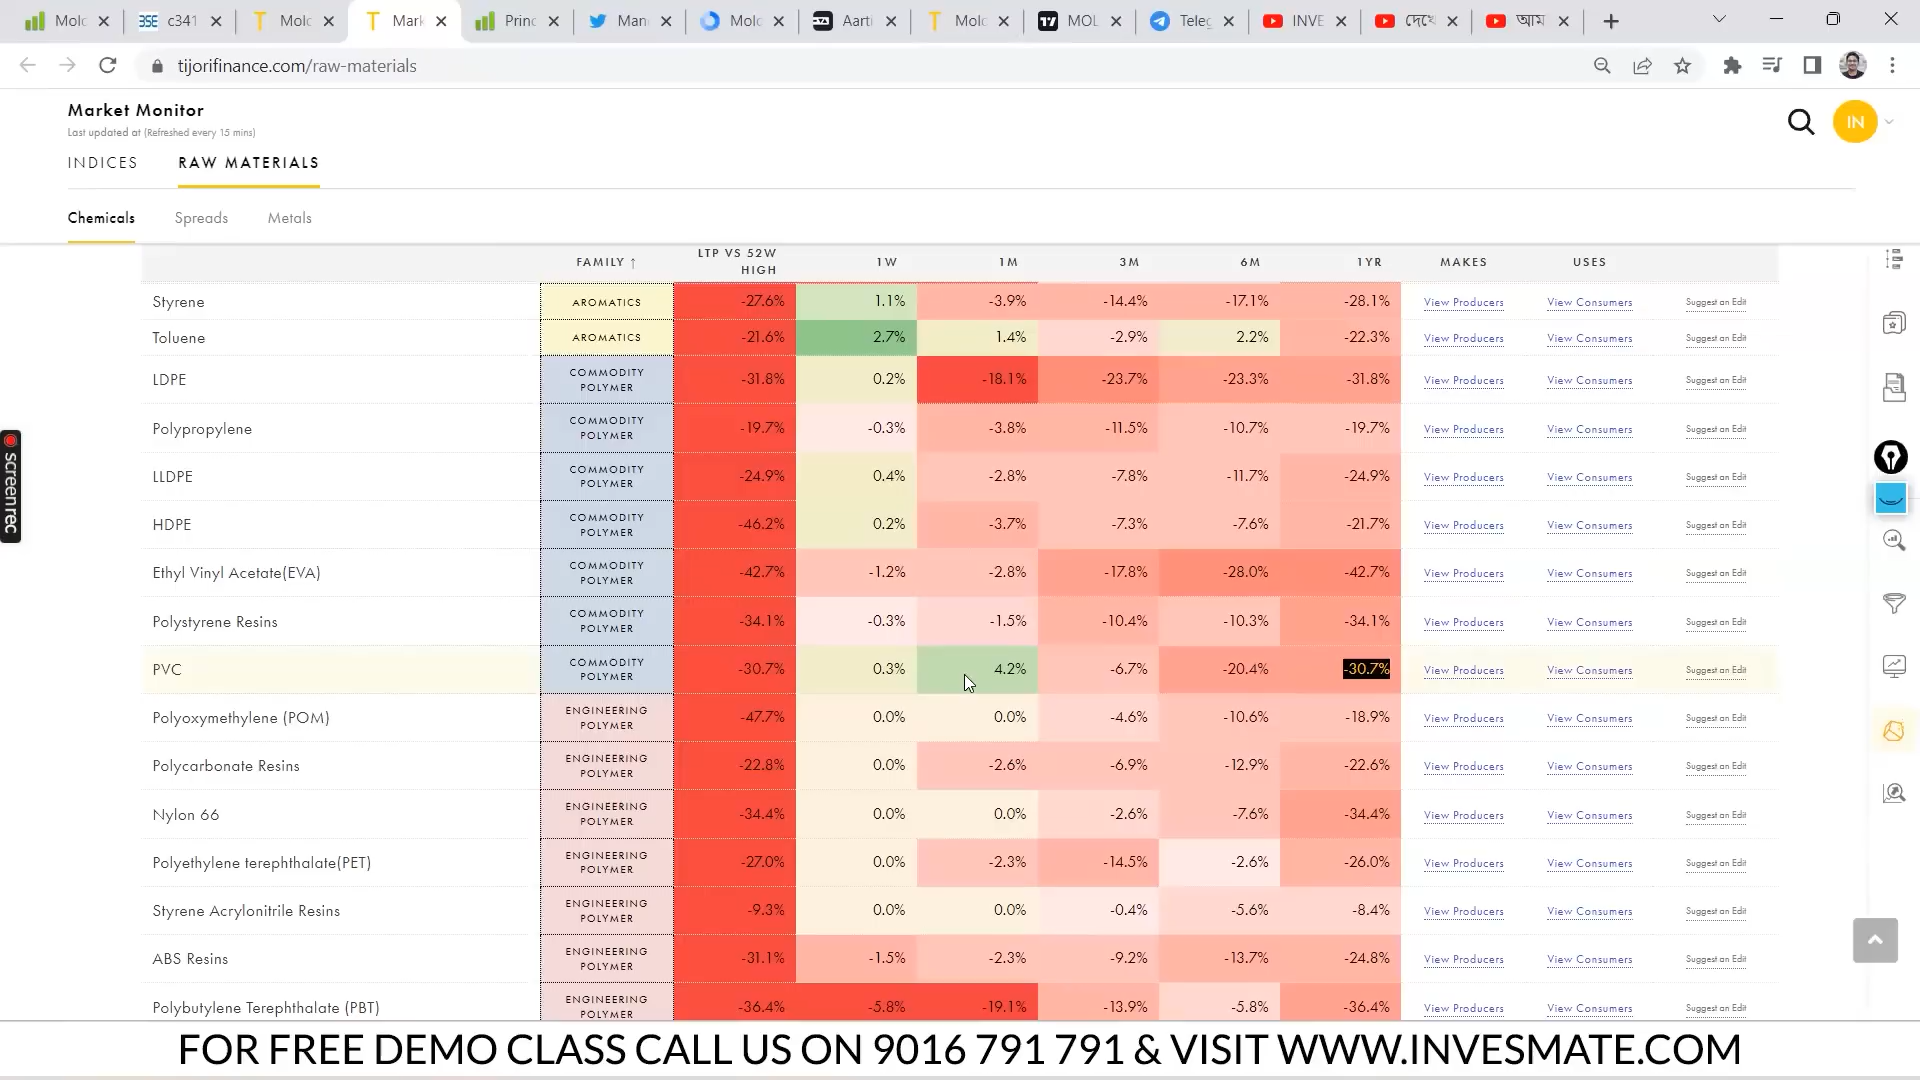 Molc
c341
Molc
Mark
Princ
Man
Molc
Aarti
Molc
MOL
Teleg
INVE
দেখে
আম
tijorifinance.com/raw-materials
Market Monitor
Last updated at (Refreshed every 15 mins)
IN
INDICES RAW MATERIALS
Chemicals Spreads Metals
FAMILY ↑ LTP VS 52W HIGH 1W 1M 3M 6M 1YR MAKES USES
Styrene AROMATICS -27.6% 1.1% -3.9% -14.4% -17.1% -28.1% View Producers View Consumers Suggest an Edit
Toluene AROMATICS -21.6% 2.7% 1.4% -2.9% 2.2% -22.3% View Producers View Consumers Suggest an Edit
LDPE COMMODITY POLYMER -31.8% 0.2% -18.1% -23.7% -23.3% -31.8% View Producers View Consumers Suggest an Edit
Polypropylene COMMODITY POLYMER -19.7% -0.3% -3.8% -11.5% -10.7% -19.7% View Producers View Consumers Suggest an Edit
LLDPE COMMODITY POLYMER -24.9% 0.4% -2.8% -7.8% -11.7% -24.9% View Producers View Consumers Suggest an Edit
HDPE COMMODITY POLYMER -46.2% 0.2% -3.7% -7.3% -7.6% -21.7% View Producers View Consumers Suggest an Edit
Ethyl Vinyl Acetate(EVA) COMMODITY POLYMER -42.7% -1.2% -2.8% -17.8% -28.0% -42.7% View Producers View Consumers Suggest an Edit
Polystyrene Resins COMMODITY POLYMER -34.1% -0.3% -1.5% -10.4% -10.3% -34.1% View Producers View Consumers Suggest an Edit
PVC COMMODITY POLYMER -30.7% 0.3% 4.2% -6.7% -20.4% -30.7% View Producers View Consumers Suggest an Edit
Polyoxymethylene (POM) ENGINEERING POLYMER -47.7% 0.0% 0.0% -4.6% -10.6% -18.9% View Producers View Consumers Suggest an Edit
Polycarbonate Resins ENGINEERING POLYMER -22.8% 0.0% -2.6% -6.9% -12.9% -22.6% View Producers View Consumers Suggest an Edit
Nylon 66 ENGINEERING POLYMER -34.4% 0.0% 0.0% -2.6% -7.6% -34.4% View Producers View Consumers Suggest an Edit
Polyethylene terephthalate(PET) ENGINEERING POLYMER -27.0% 0.0% -2.3% -14.5% -2.6% -26.0% View Producers View Consumers Suggest an Edit
Styrene Acrylonitrile Resins ENGINEERING POLYMER -9.3% 0.0% 0.0% -0.4% -5.6% -8.4% View Producers View Consumers Suggest an Edit
ABS Resins ENGINEERING POLYMER -31.1% -1.5% -2.3% -9.2% -13.7% -24.8% View Producers View Consumers Suggest an Edit
Polybutylene Terephthalate (PBT) ENGINEERING POLYMER -36.4% -5.8% -19.1% -13.9% -5.8% -36.4% View Producers View Consumers Suggest an Edit
screenrec
FOR FREE DEMO CLASS CALL US ON 9016 791 791 & VISIT WWW.INVESMATE.COM